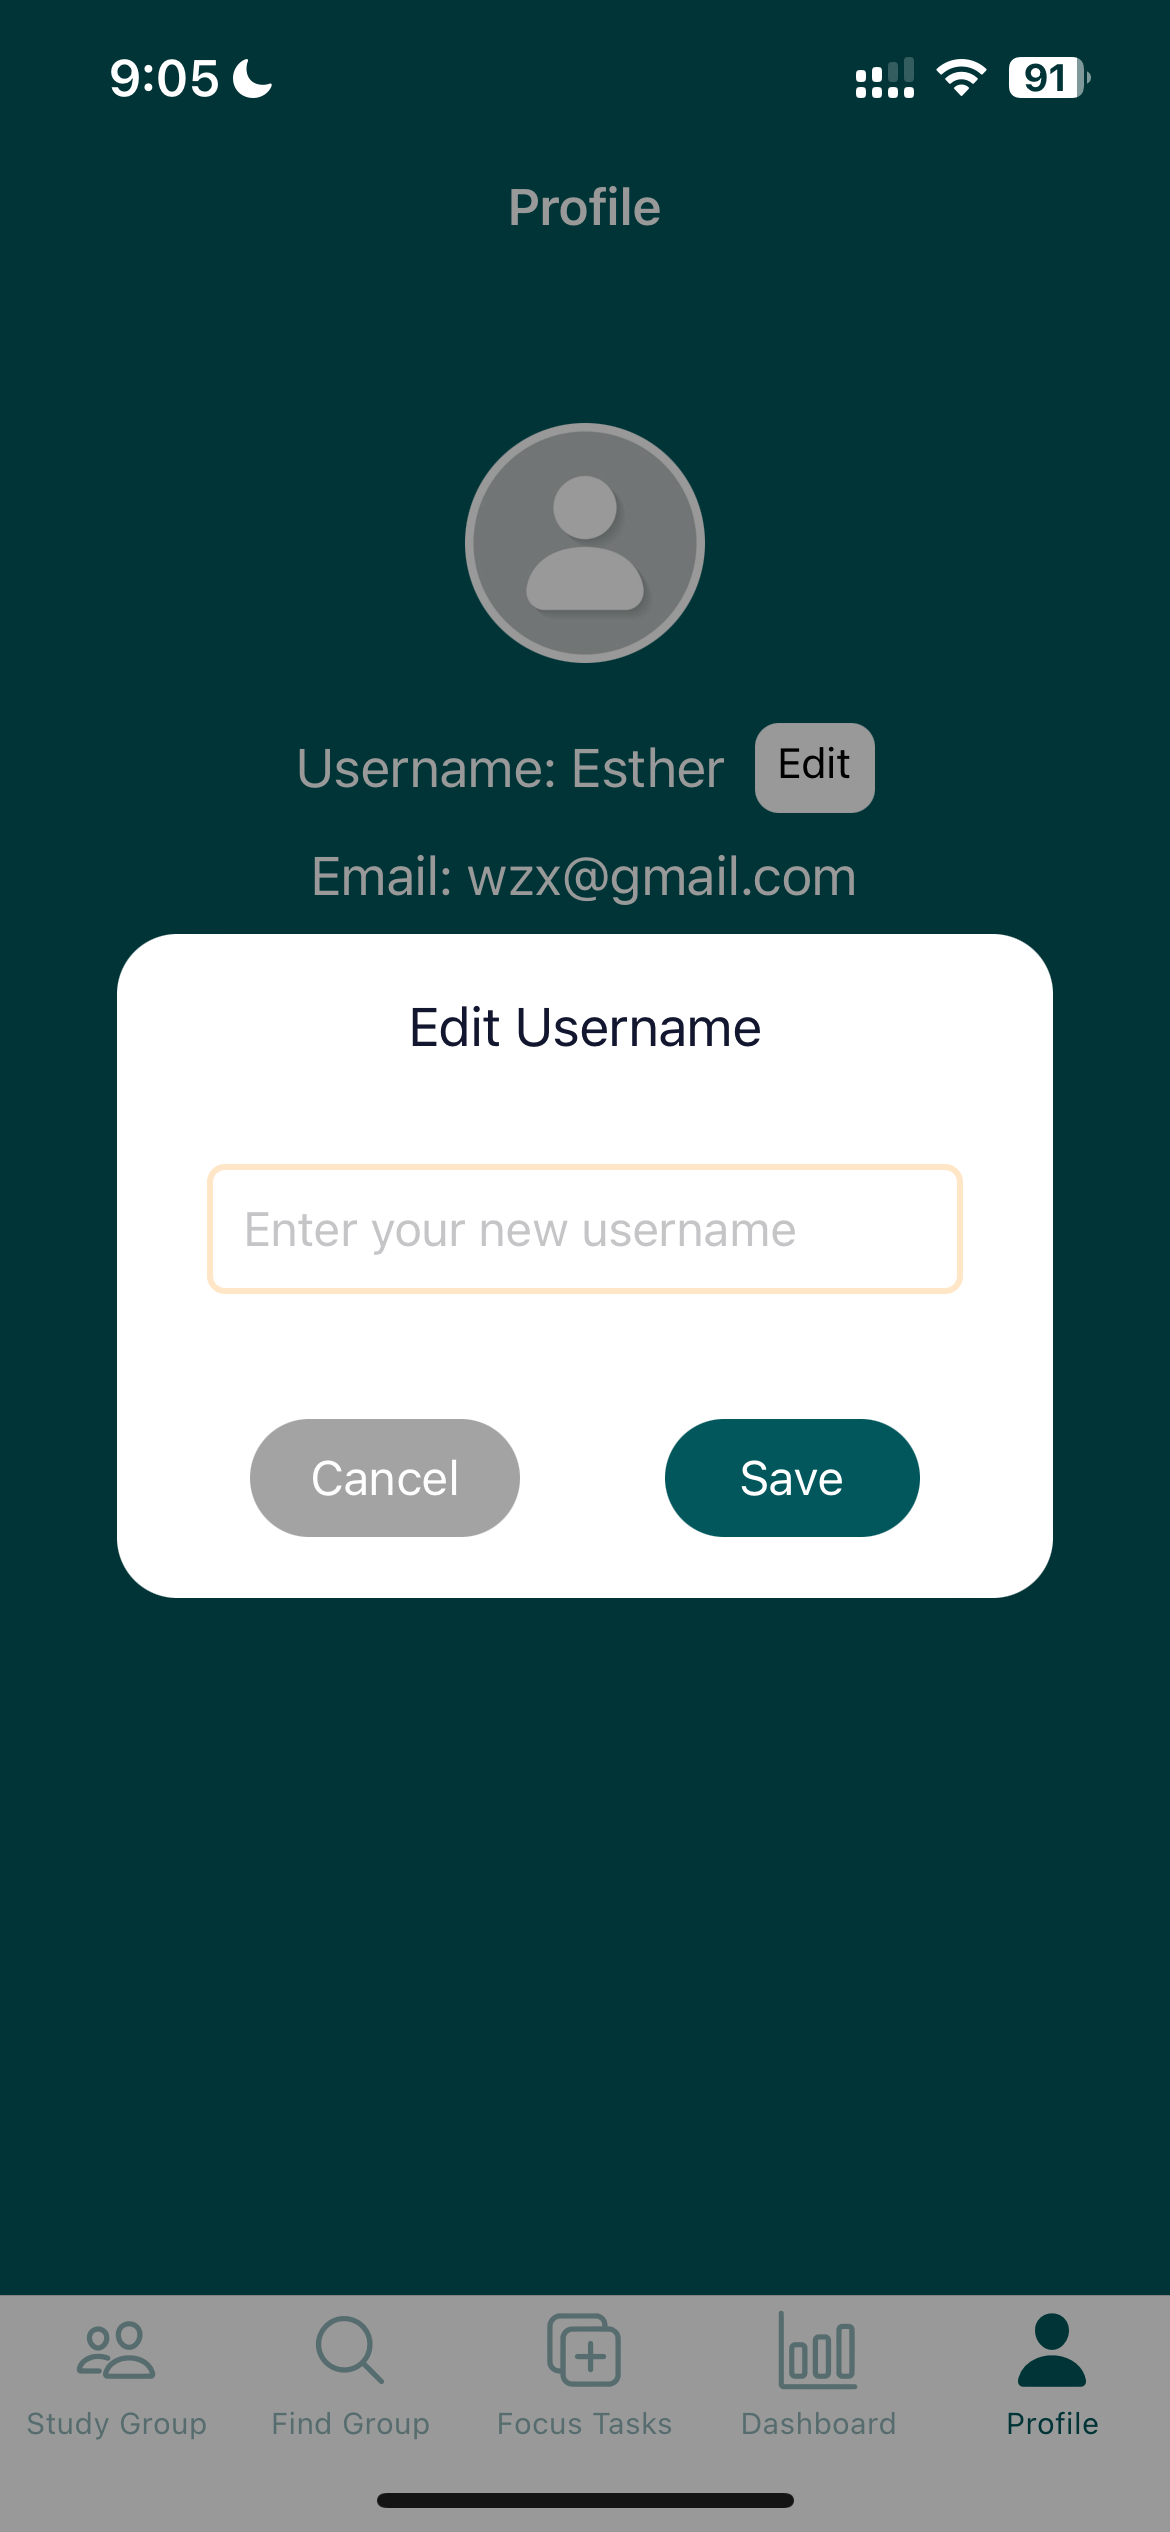 9:05
91
Profile
Username: Esther Edit
Email: wzx@gmail.com
Edit Username
Enter your new username
Cancel Save
Study Group Find Group Focus Tasks Dashboard Profile